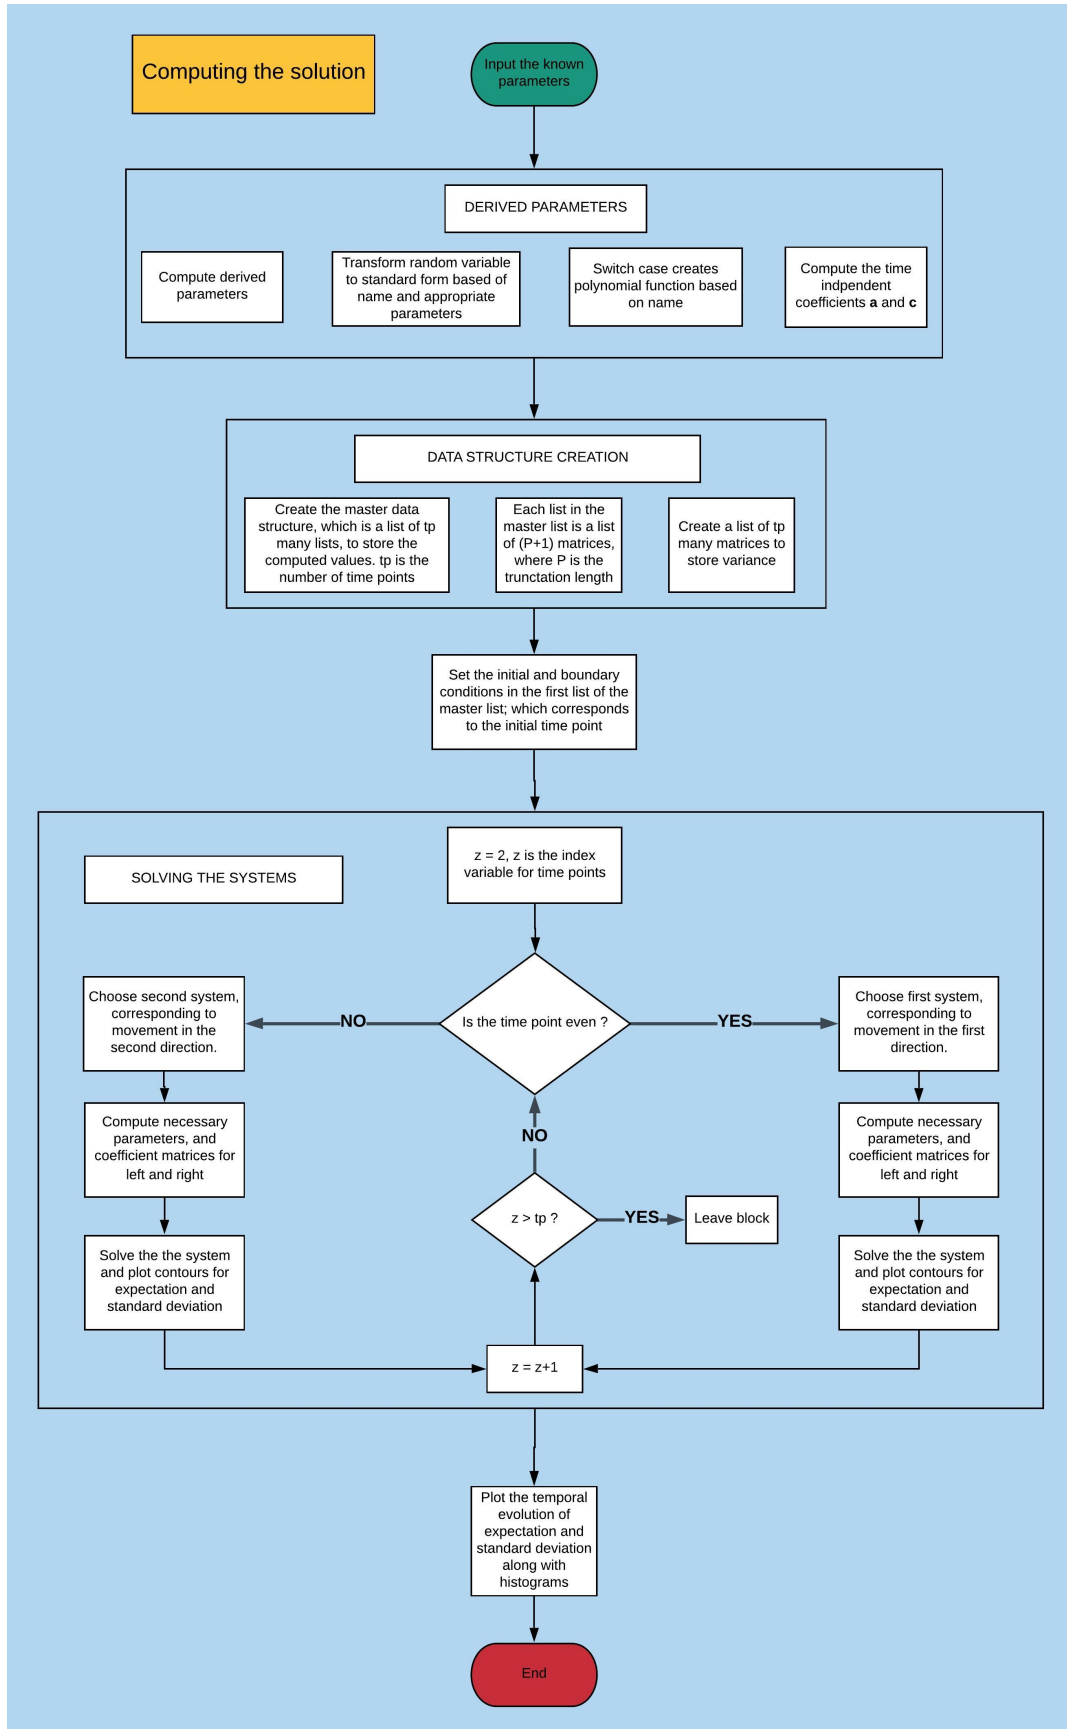 Computing the solution
Input the known
parameters
DERIVED PARAMETERS
Compute derived
parameters
Transform random variable
to standard form based of
name and appropriate
parameters
Switch case creates
polynomial function based
on name
Compute the time
indpendent
coefficients a and c
DATA STRUCTURE CREATION
Create the master data
structure, which is a list of tp
many lists, to store the
computed values. tp is the
number of time points
Each list in the
master list is a list
of (P+1) matrices,
where P is the
trunctation length
Create a list of tp
many matrices to
store variance
Set the initial and boundary
conditions in the first list of the
master list; which corresponds
to the initial time point
z = 2, z is the index
variable for time points
SOLVING THE SYSTEMS
Choose second system,
corresponding to
movement in the
second direction.
NO
Is the time point even ?
YES
Choose first system,
corresponding to
movement in the first
direction.
Compute necessary
parameters, and
coefficient matrices for
left and right
NO
Compute necessary
parameters, and
coefficient matrices for
left and right
z > tp ?
YES
Leave block
Solve the the system
and plot contours for
expectation and
standard deviation
Solve the the system
and plot contours for
expectation and
standard deviation
z = z+1
Plot the temporal
evolution of
expectation and
standard deviation
along with
histograms
End